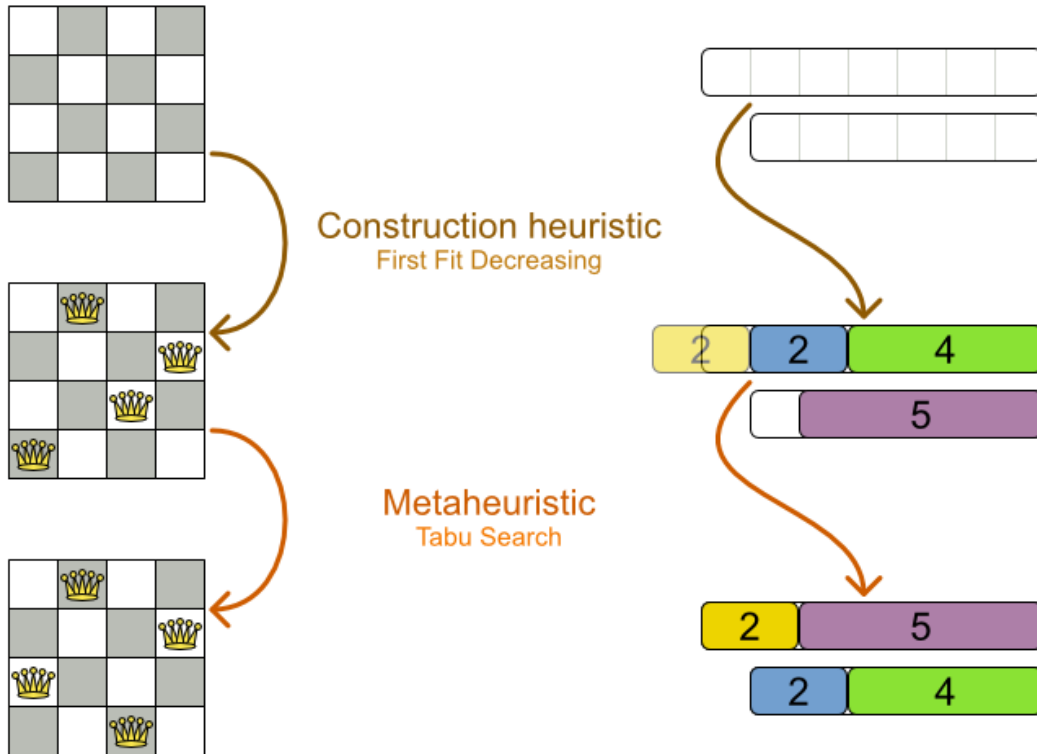 Construction heuristic
First Fit Decreasing
2 2 4
5
Metaheuristic
Tabu Search
2 5
2 4